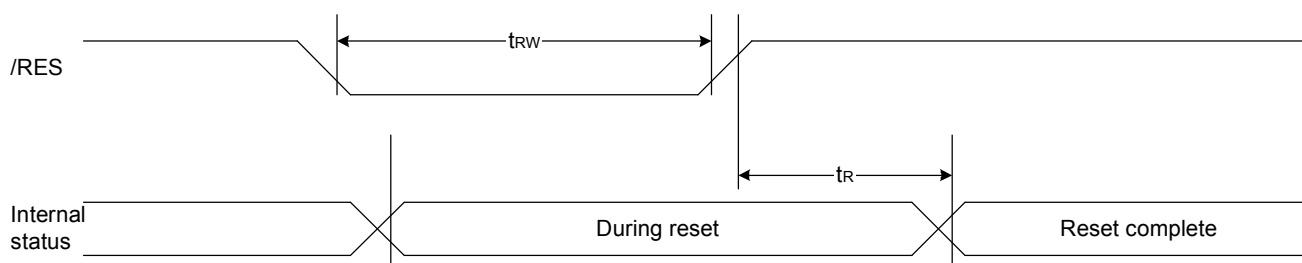 tRW
/RES
tR
Internal
status
During reset
Reset complete